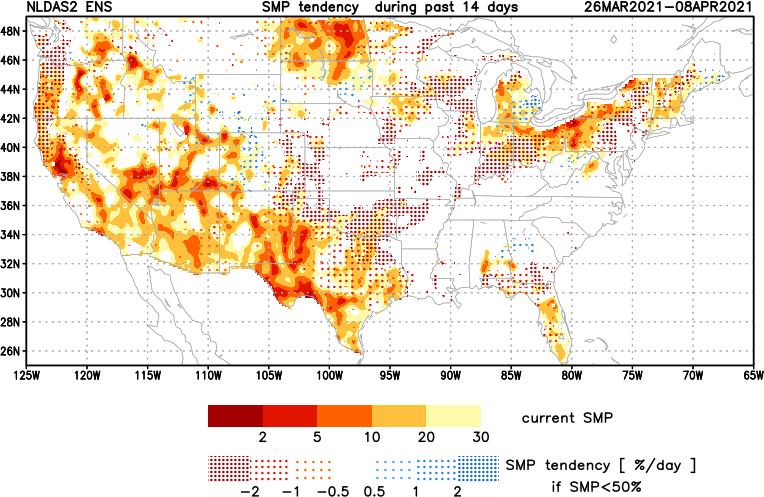 NLDAS2 ENS SMP tendency during past 14 days 26MAR2021-08APR2021
48N
46N
44N
42N
40N
38N
36N
34N
32N
30N
28N
26N
125W 120W 115W 110W 105W 100W 95W 90W 85W 80W 75W 70W 65W
current SMP
2 5 10 20 30
SMP tendency [ %/day ]
if SMP<50%
-2 -1 -0.5 0.5 1 2